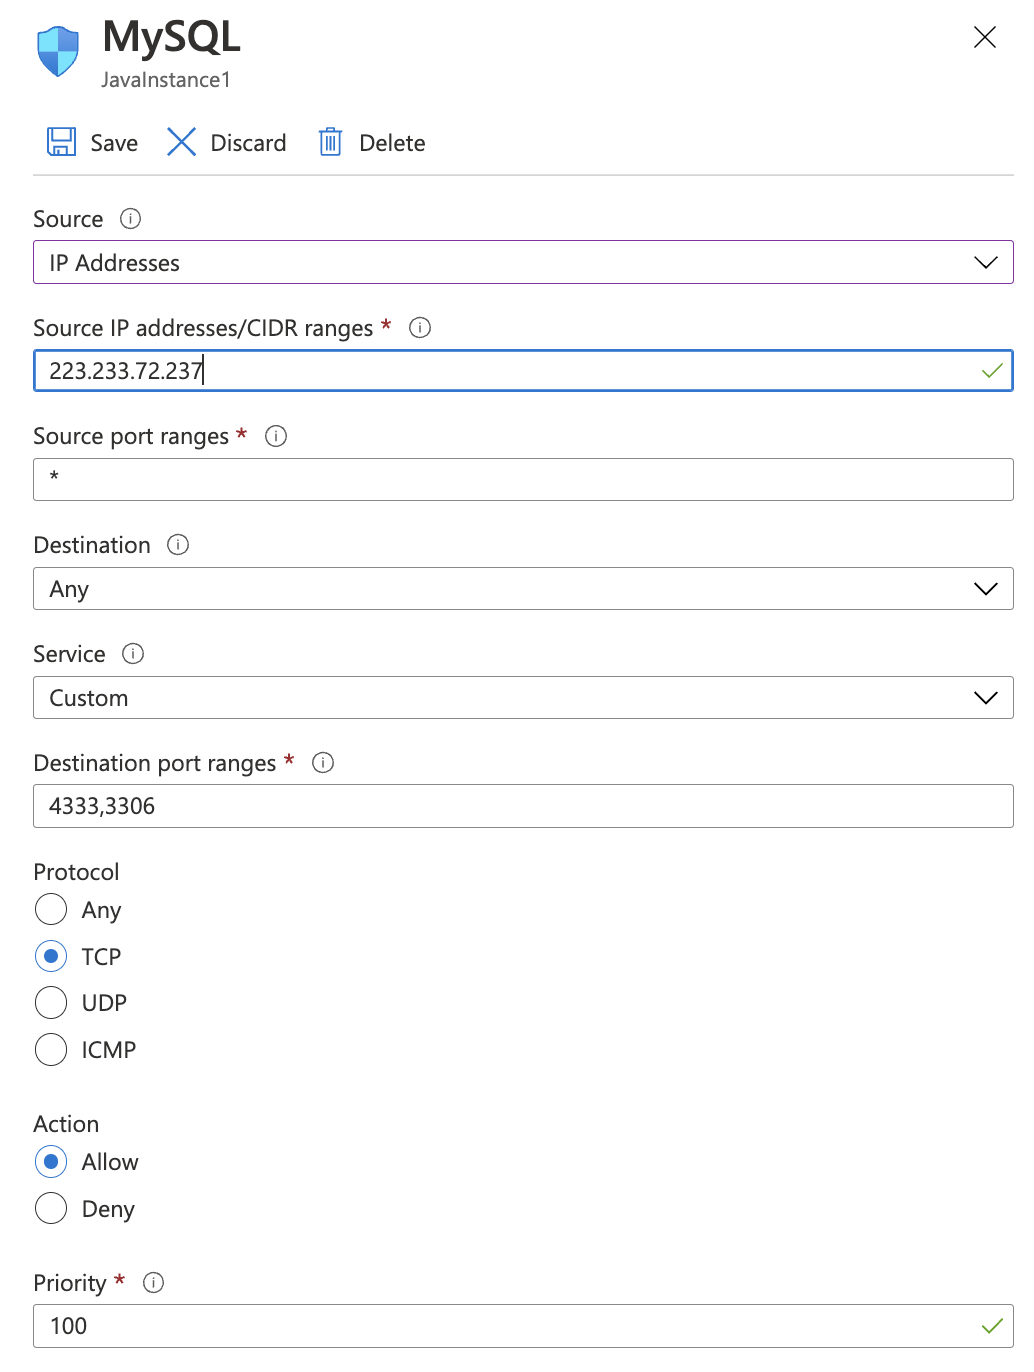 MySQL
JavaInstance1
Save Discard Delete
Source
IP Addresses
Source IP addresses/CIDR ranges *
223.233.72.237
Source port ranges *
*
Destination
Any
Service
Custom
Destination port ranges *
4333,3306
Protocol
Any
TCP
UDP
ICMP
Action
Allow
Deny
Priority *
100